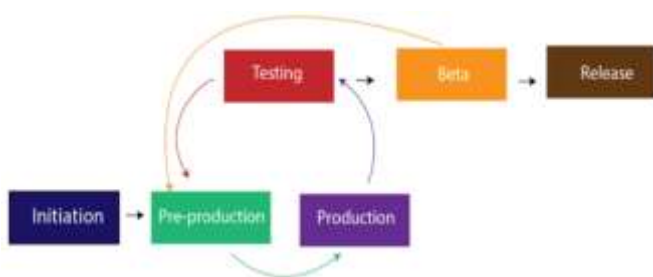 Testing
Beta
Release
Initiation
Pre-production
Production